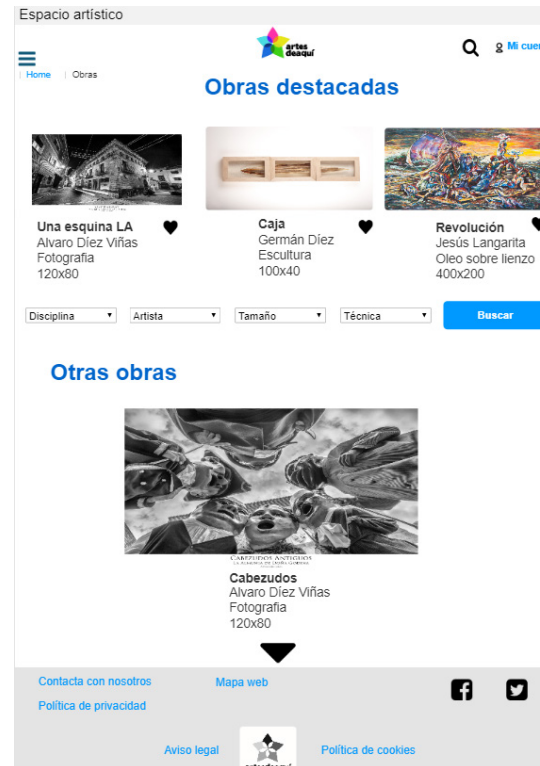 Espacio artístico
artes
deaquí
Mi cuen
Home
Obras
Obras destacadas
Una esquina LA
Alvaro Díez Viñas
Fotografia
120x80
Caja
Germán Díez
Escultura
100x40
Revolución
Jesús Langarita
Oleo sobre lienzo
400x200
Disciplina
Artista
Tamaño
Técnica
Buscar
Otras obras
CABEZUDOS ANTIGUOS
Cabezudos
Alvaro Díez Viñas
Fotografia
120x80
Contacta con nosotros
Mapa web
Política de privacidad
Aviso legal
Política de cookies